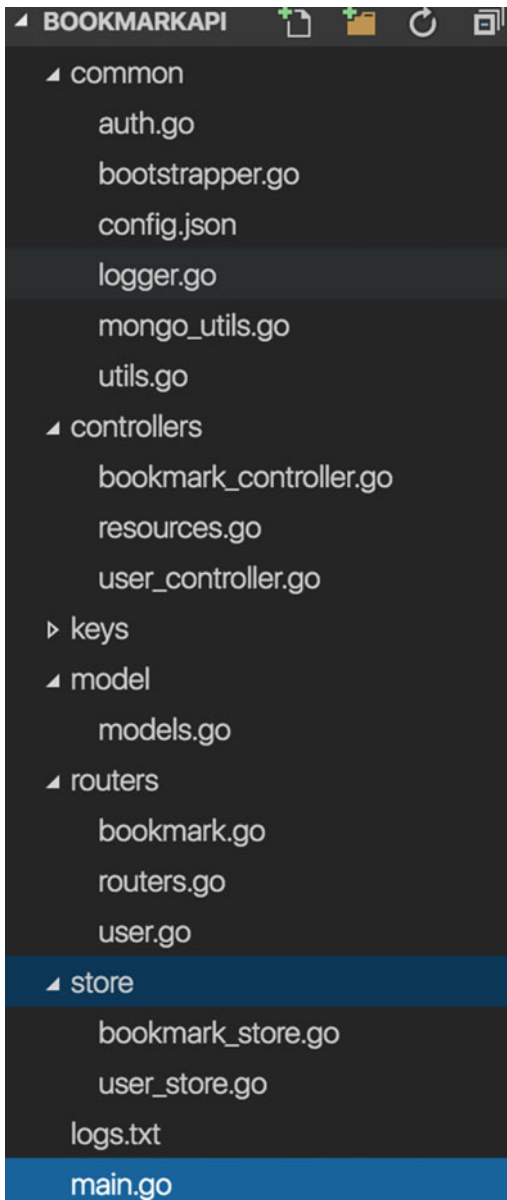 BOOKMARKAPI
common
auth.go
bootstrapper.go
config.json
logger.go
mongo_utils.go
utils.go
controllers
bookmark_controller.go
resources.go
user_controller.go
keys
model
models.go
routers
bookmark.go
routers.go
user.go
store
bookmark_store.go
user_store.go
logs.txt
main.go